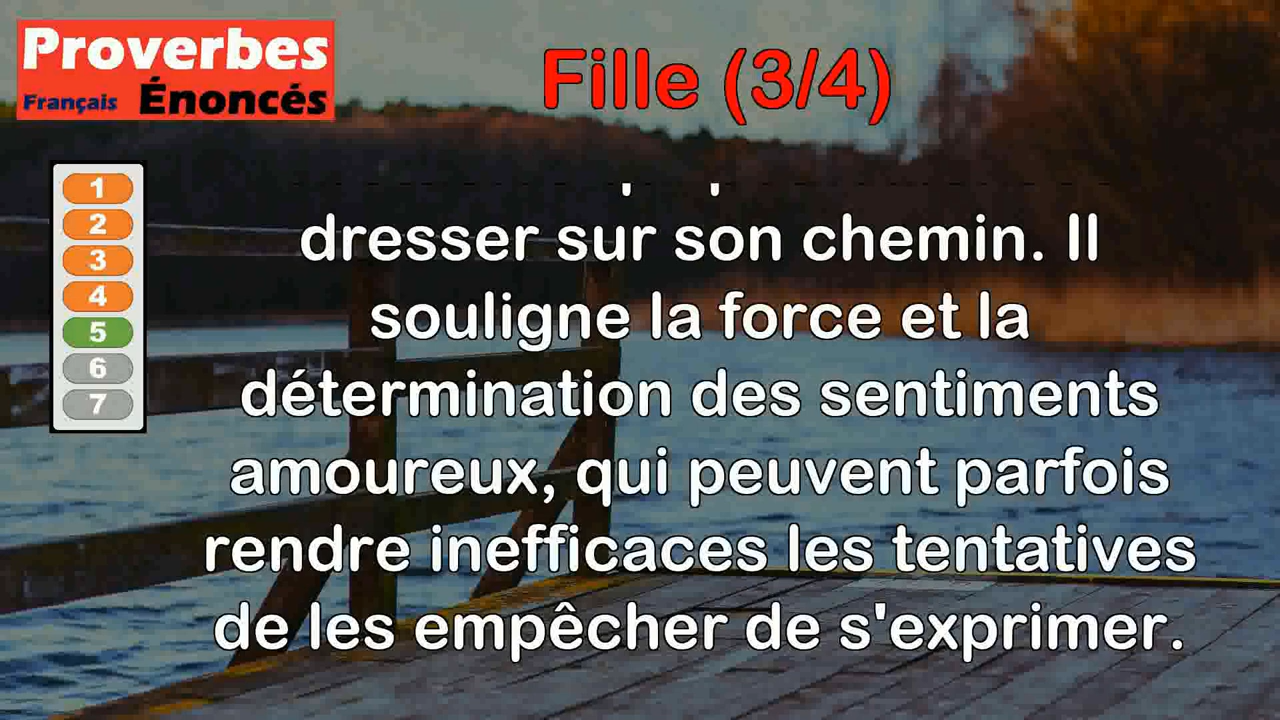 Proverbes
Français Énoncés
Fille (3/4)
1
2
3
4
5
6
7
dresser sur son chemin. Il
souligne la force et la
détermination des sentiments
amoureux, qui peuvent parfois
rendre inefficaces les tentatives
de les empêcher de s'exprimer.